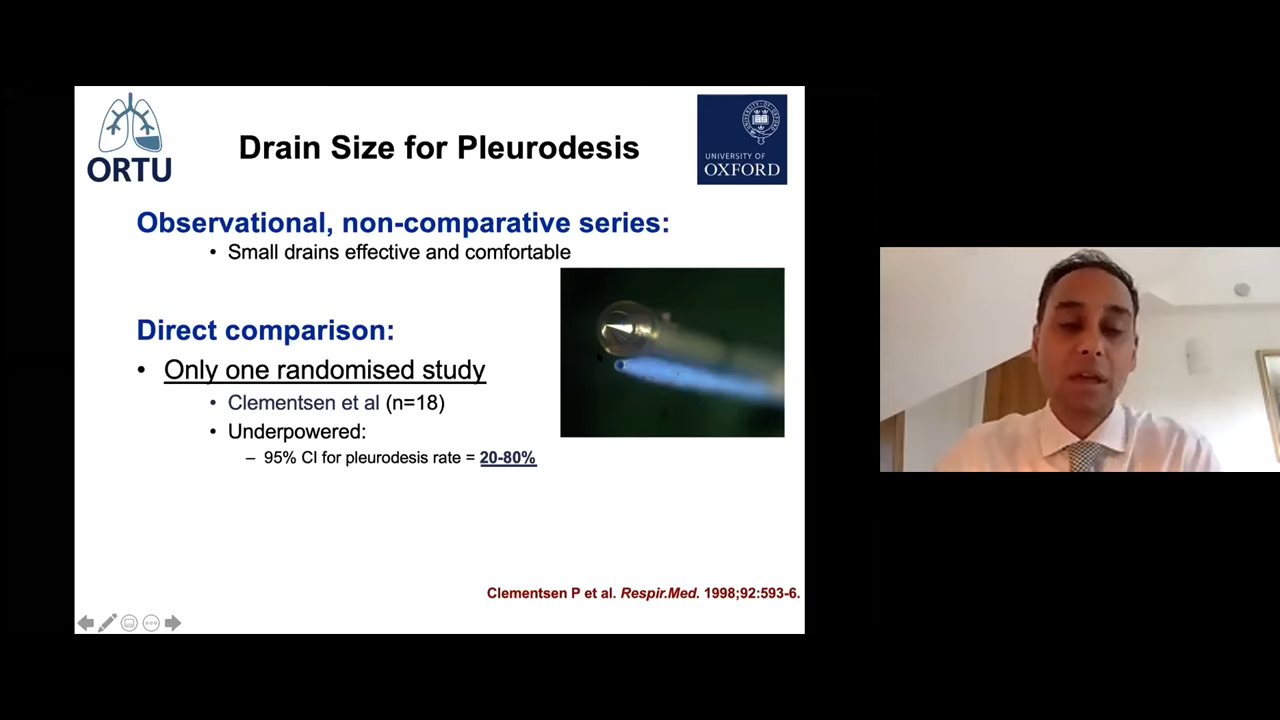 ORTU
Drain Size for Pleurodesis
UNIVERSITY OF
OXFORD
Observational, non-comparative series:
• Small drains effective and comfortable
Direct comparison:
• Only one randomised study
• Clementsen et al (n=18)
• Underpowered:
– 95% CI for pleurodesis rate = 20-80%
Clementsen P et al. Respir.Med. 1998;92:593-6.